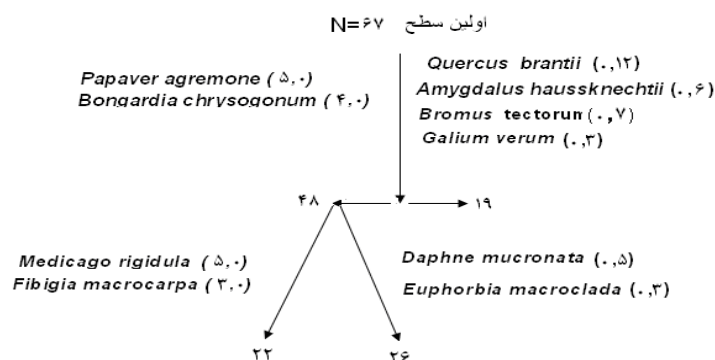 اولین سطح N=۶۷
Papaver agremone (۵,۰)
Bongardia chrysogonum (۴,۰)
Quercus brantii (۰,۱۲)
Amygdalus haussknechtii (۰,۶)
Bromus tectorum (۰,۷)
Galium verum (۰,۳)
۴۸
۱۹
Medicago rigidula (۵,۰)
Fibigia macrocarpa (۳,۰)
Daphne mucronata (۰,۵)
Euphorbia macroclada (۰,۳)
۲۲
۲۶